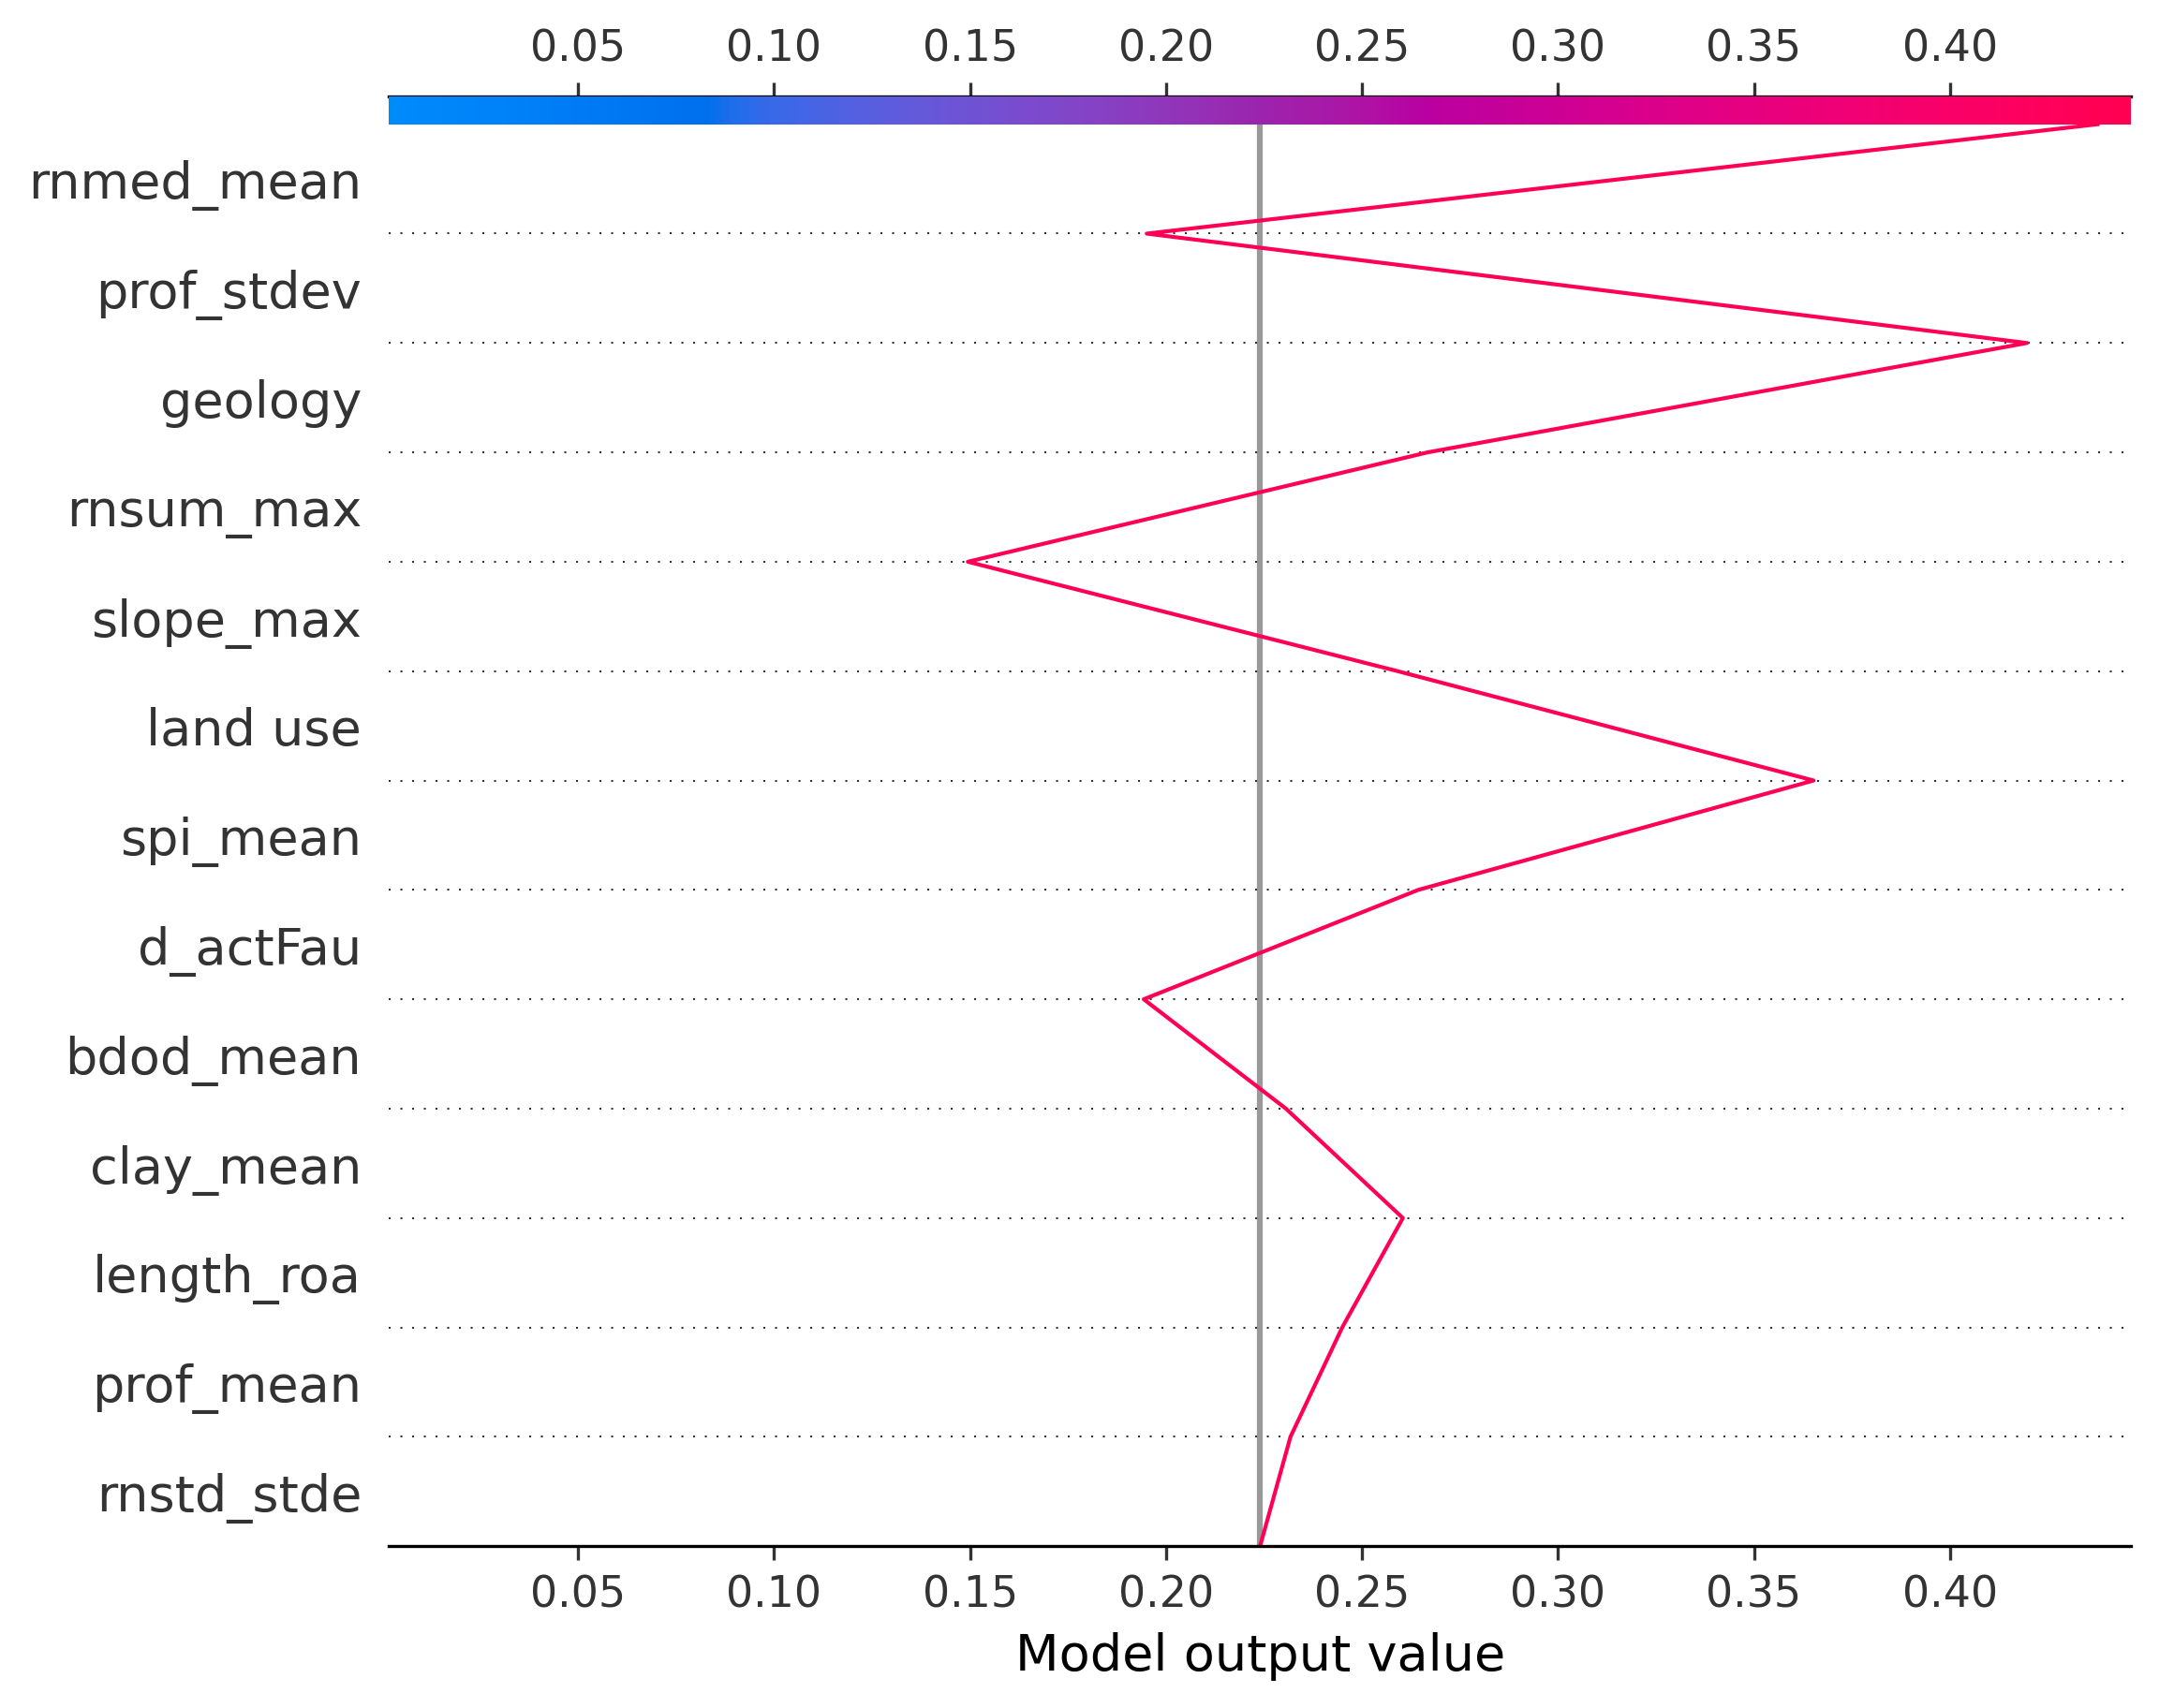 0.05 0.10 0.15 0.20 0.25 0.30 0.35 0.40
rnmed_mean
prof_stdev
geology
rnsum_max
slope_max
land use
spi_mean
d_actFau
bdod_mean
clay_mean
length_roa
prof_mean
rnstd_stde
0.05 0.10 0.15 0.20 0.25 0.30 0.35 0.40
Model output value